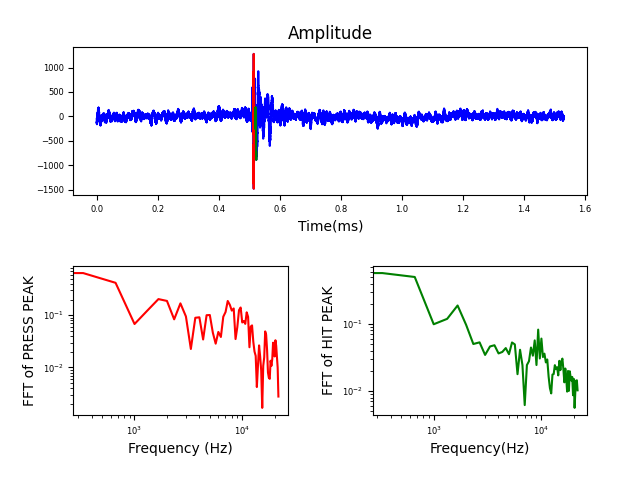 Amplitude
1000
500
0
−500
−1000
−1500
0.0 0.2 0.4 0.6 0.8 1.0 1.2 1.4 1.6
Time(ms)
FFT of PRESS PEAK
10⁻¹
10⁻²
10³ 10⁴
Frequency (Hz)
FFT of HIT PEAK
10⁻¹
10⁻²
10³ 10⁴
Frequency(Hz)